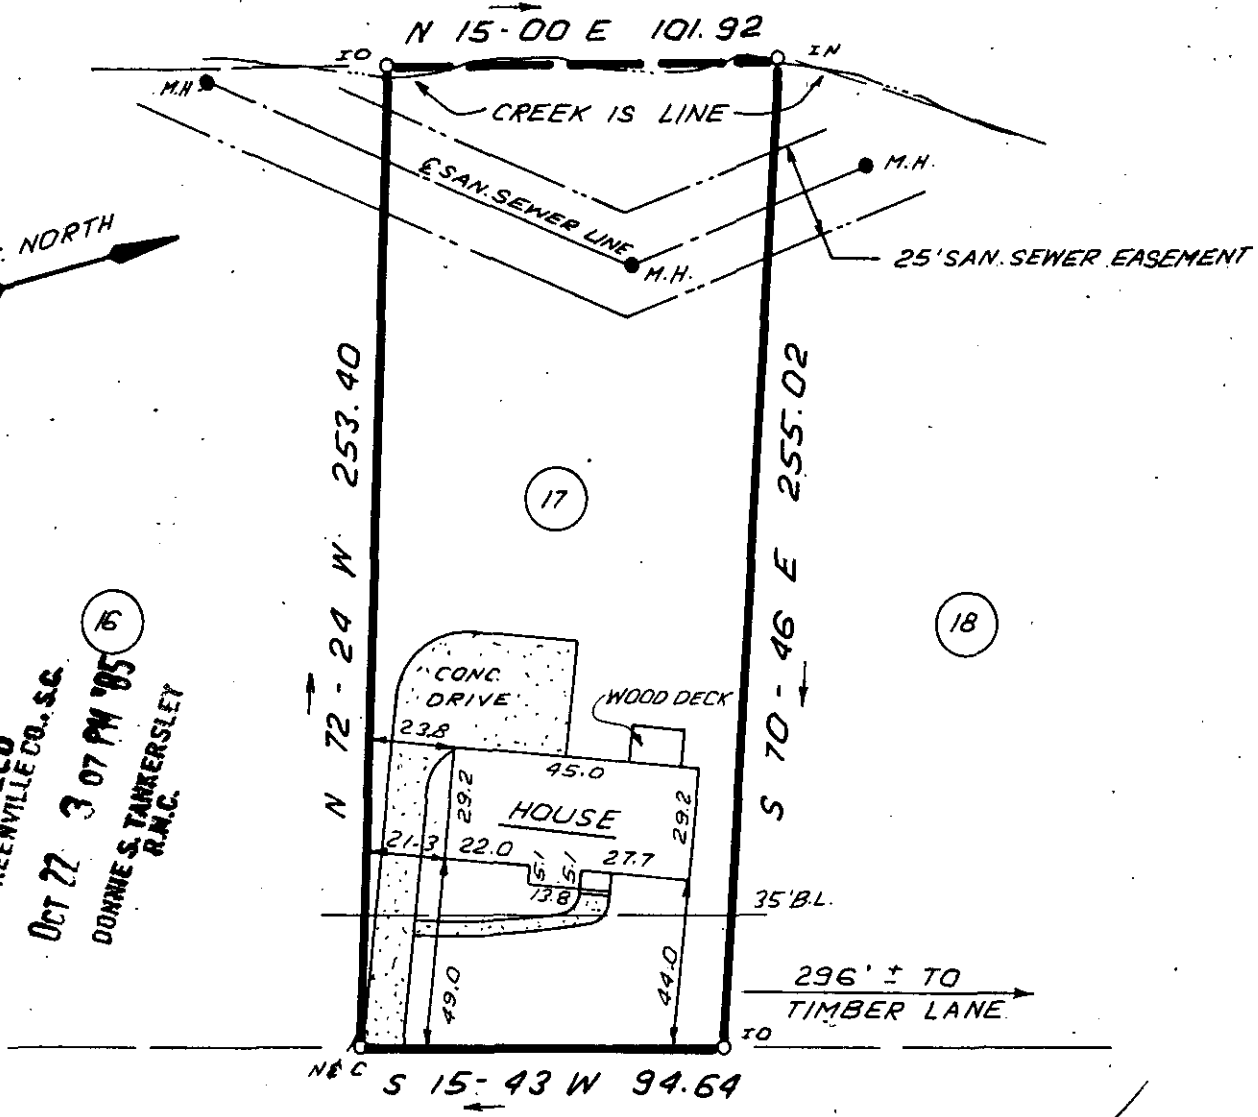 N 15-00 E 101.92
IO
IN
M.H
CREEK IS LINE
M.H.
℄ SAN. SEWER LINE
M.H.
25' SAN. SEWER EASEMENT
NORTH
N 72-24 W 253.40
S 70-46 E 255.02
17
16
18
GREENVILLE CO., S.C.
OCT 22 3 07 PM '85
DONNIE S. TANKERSLEY
R.M.C.
CONC.
DRIVE
WOOD DECK
23.8
45.0
29.2
HOUSE
29.2
21.3
22.0
5.1
5.1
27.7
13.8
35' B.L.
49.0
44.0
296' ± TO
TIMBER LANE
IO
N&C
S 15-43 W 94.64